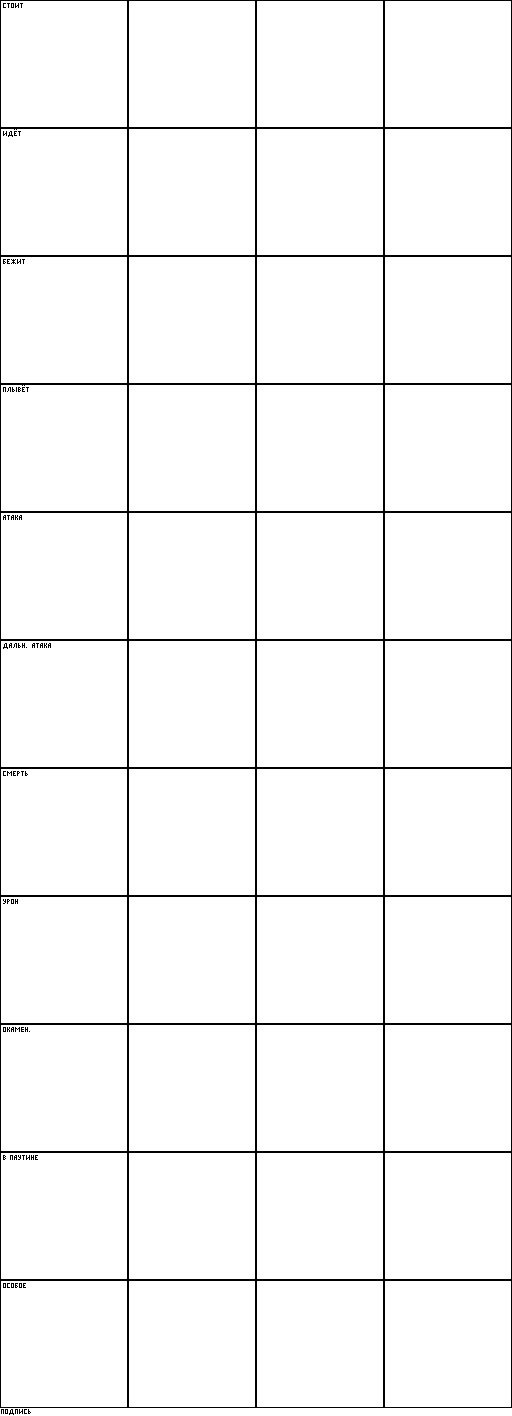 СТОИТ
ИДЁТ
БЕЖИТ
ПЛЫВЁТ
АТАКА
ДАЛЬН. АТАКА
СМЕРТЬ
УРОН
ОКАМЕН.
В ПАУТИНЕ
ОСОБОЕ
ПОДПИСЬ